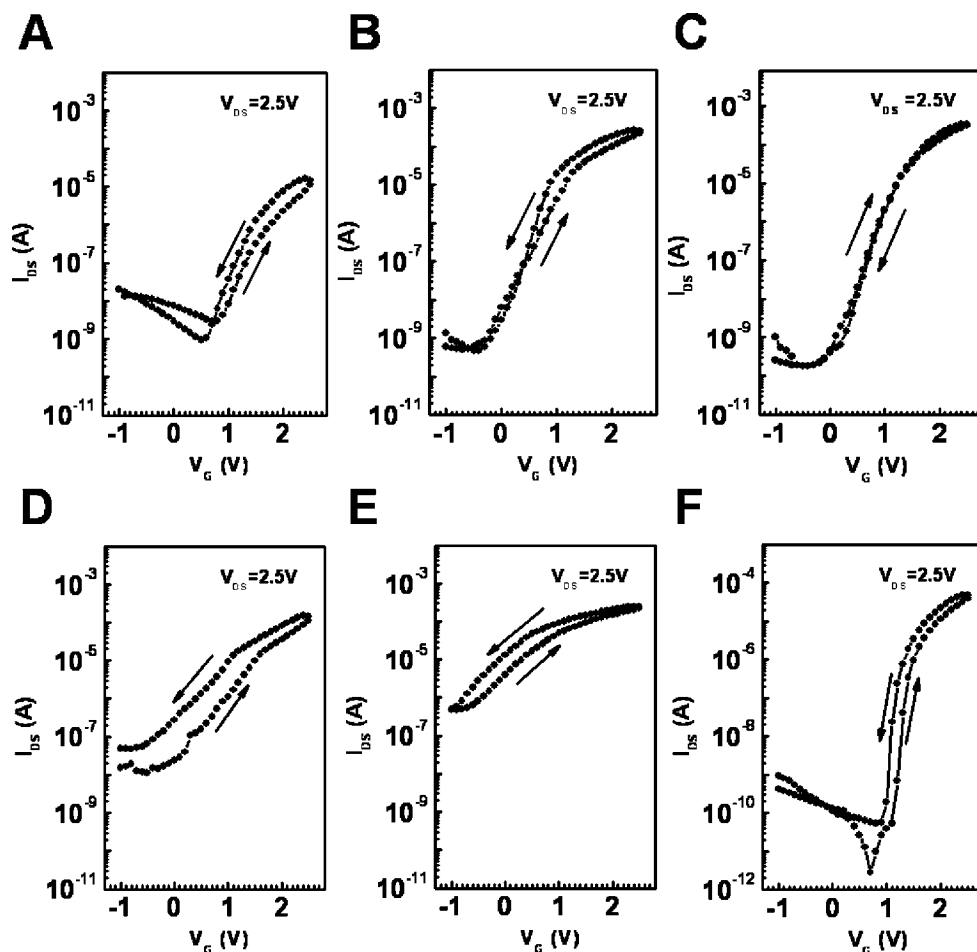 A
B
C
V_DS=2.5V
V_DS=2.5V
V_DS=2.5V
10^-3
10^-5
10^-7
10^-9
10^-11
I_DS (A)
-1 0 1 2
V_G (V)
10^-3
10^-5
10^-7
10^-9
10^-11
I_DS (A)
-1 0 1 2
V_G (V)
10^-3
10^-5
10^-7
10^-9
10^-11
I_DS (A)
-1 0 1 2
V_G (V)
D
E
F
V_DS=2.5V
V_DS=2.5V
V_DS=2.5V
10^-3
10^-5
10^-7
10^-9
10^-11
I_DS (A)
-1 0 1 2
V_G (V)
10^-3
10^-5
10^-7
10^-9
10^-11
I_DS (A)
-1 0 1 2
V_G (V)
10^-4
10^-6
10^-8
10^-10
10^-12
I_DS (A)
-1 0 1 2
V_G (V)